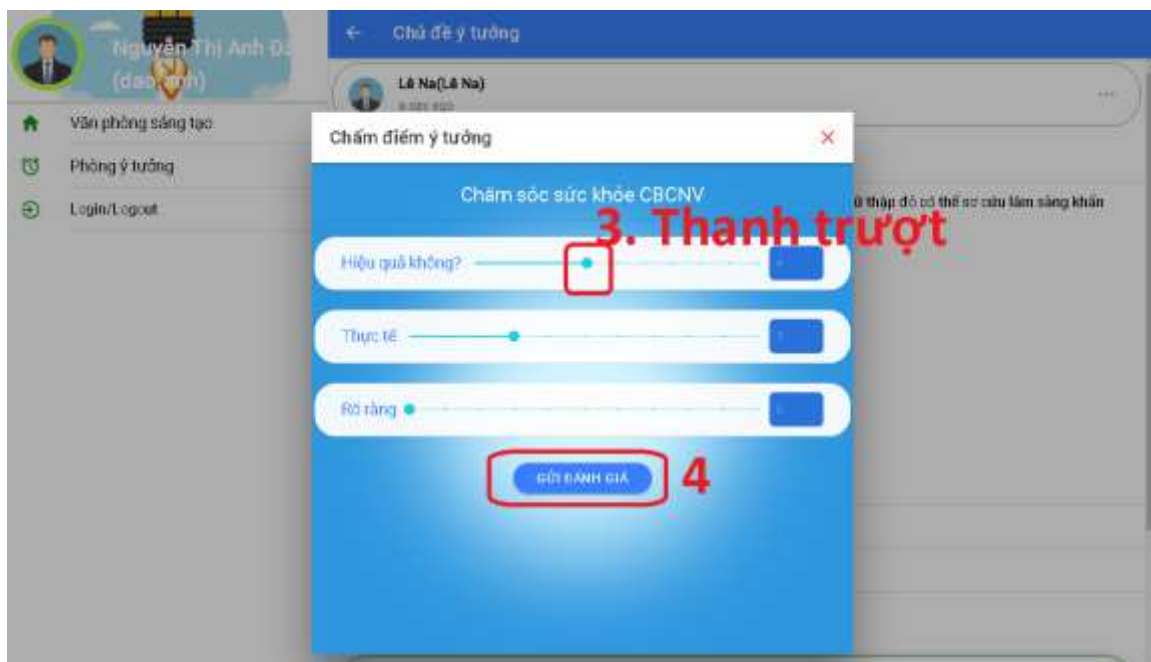 Nguyễn Thị Anh
Chủ đề ý tưởng
Lê Na(Lê Na)
Văn phòng sáng tạo
Phòng ý tưởng
Login/Logout
Chấm điểm ý tưởng
Chăm sóc sức khỏe CBCNV
3. Thanh trượt
Hiệu quả không?
Thực tế
Rõ ràng
GỬI ĐÁNH GIÁ
4